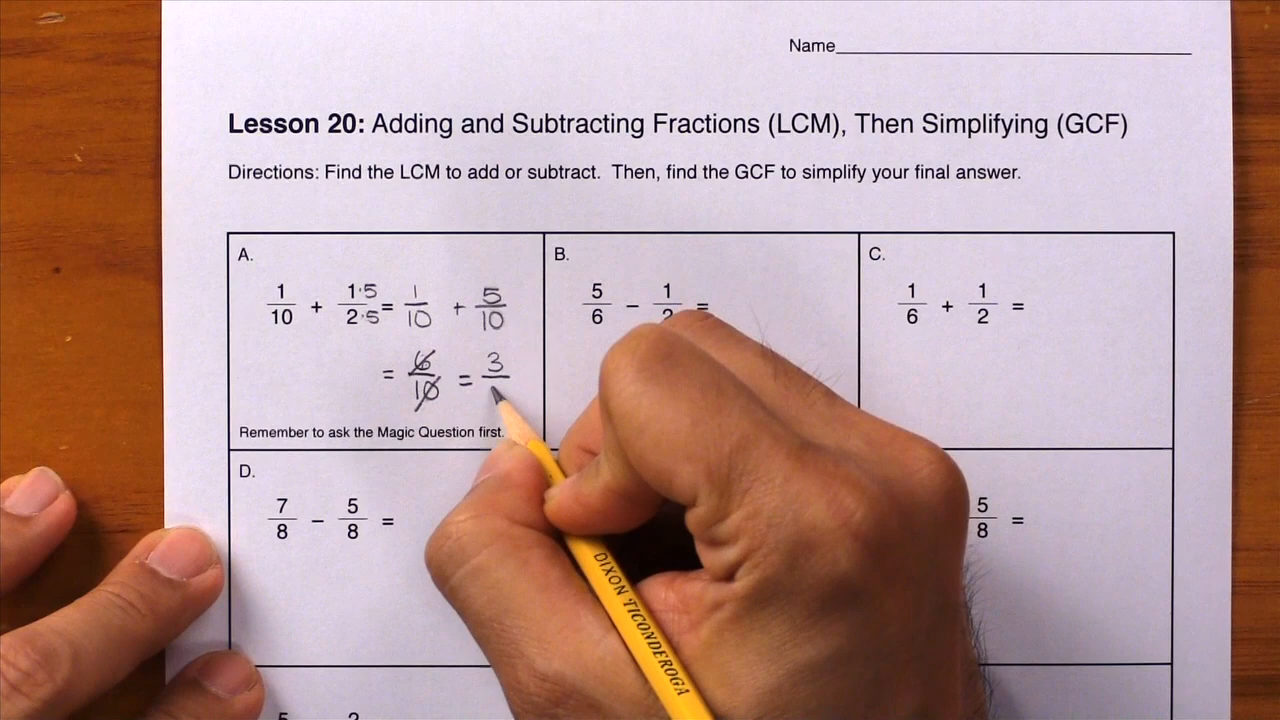 Name
Lesson 20: Adding and Subtracting Fractions (LCM), Then Simplifying (GCF)
Directions: Find the LCM to add or subtract. Then, find the GCF to simplify your final answer.
A.
1/10 + 1·5/2·5 = 1/10 + 5/10
= 6/10 = 3/
Remember to ask the Magic Question first.
B.
5/6 − 1/ =
C.
1/6 + 1/2 =
D.
7/8 − 5/8 =
5/8 =
DIXON TICONDEROGA